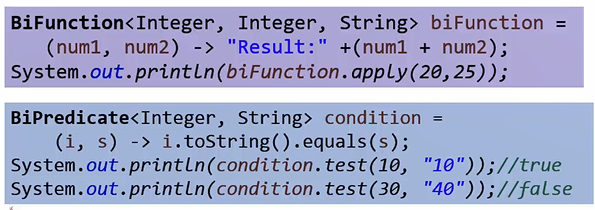 BiFunction<Integer, Integer, String> biFunction =
(num1, num2) -> "Result:" +(num1 + num2);
System.out.println(biFunction.apply(20,25));
BiPredicate<Integer, String> condition =
(i, s) -> i.toString().equals(s);
System.out.println(condition.test(10, "10"));//true
System.out.println(condition.test(30, "40"));//false